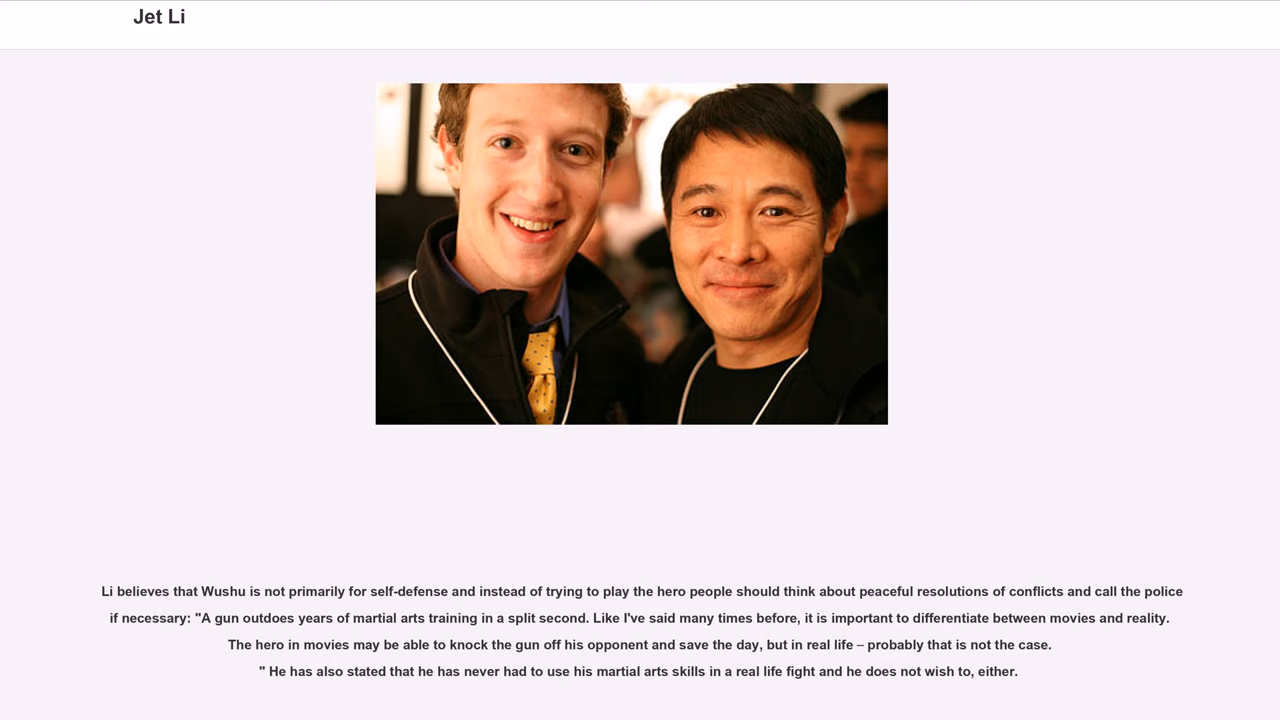 Jet Li
Li believes that Wushu is not primarily for self-defense and instead of trying to play the hero people should think about peaceful resolutions of conflicts and call the police
if necessary: "A gun outdoes years of martial arts training in a split second. Like I've said many times before, it is important to differentiate between movies and reality.
The hero in movies may be able to knock the gun off his opponent and save the day, but in real life – probably that is not the case.
" He has also stated that he has never had to use his martial arts skills in a real life fight and he does not wish to, either.